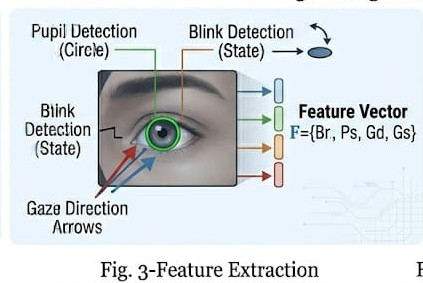 Pupil Detection
(Circle)
Blink Detection
(State)
Blink
Detection
(State)
Gaze Direction
Arrows
Feature Vector
F={Br, Ps, Gd, Gs}
Fig. 3-Feature Extraction
F